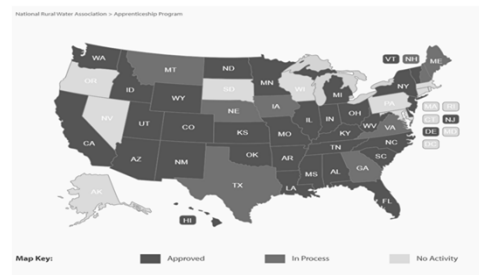 National Rural Water Association > Apprenticeship Program
VT NH
WA MT ND MN ME
OR ID SD WI MI NY
WY
NV UT CO NE IA IL IN OH PA
MA RI
CT NJ
DE MD
DC
CA KS MO KY WV VA
AZ NM OK AR TN NC
SC
TX LA MS AL GA
AK
HI
FL
Map Key: Approved In Process No Activity